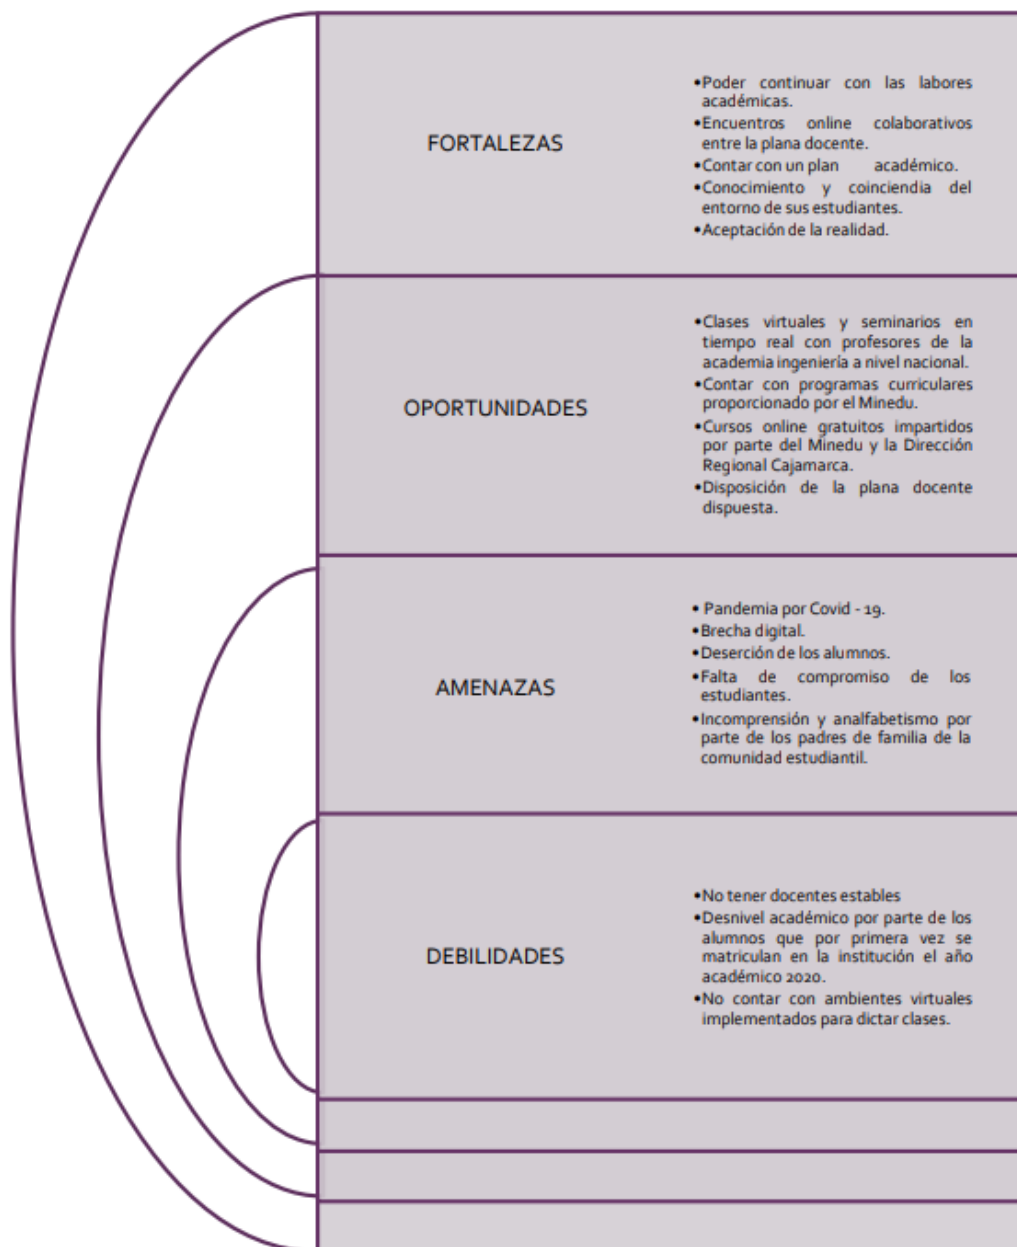 FORTALEZAS
•Poder continuar con las labores
académicas.
•Encuentros online colaborativos
entre la plana docente.
•Contar con un plan académico.
•Conocimiento y coinciendia del
entorno de sus estudiantes.
•Aceptación de la realidad.
OPORTUNIDADES
•Clases virtuales y seminarios en
tiempo real con profesores de la
academia ingeniería a nivel nacional.
•Contar con programas curriculares
proporcionado por el Minedu.
•Cursos online gratuitos impartidos
por parte del Minedu y la Dirección
Regional Cajamarca.
•Disposición de la plana docente
dispuesta.
AMENAZAS
• Pandemia por Covid - 19.
•Brecha digital.
•Deserción de los alumnos.
•Falta de compromiso de los
estudiantes.
•Incomprensión y analfabetismo por
parte de los padres de familia de la
comunidad estudiantil.
DEBILIDADES
•No tener docentes estables
•Desnivel académico por parte de los
alumnos que por primera vez se
matriculan en la institución el año
académico 2020.
•No contar con ambientes virtuales
implementados para dictar clases.